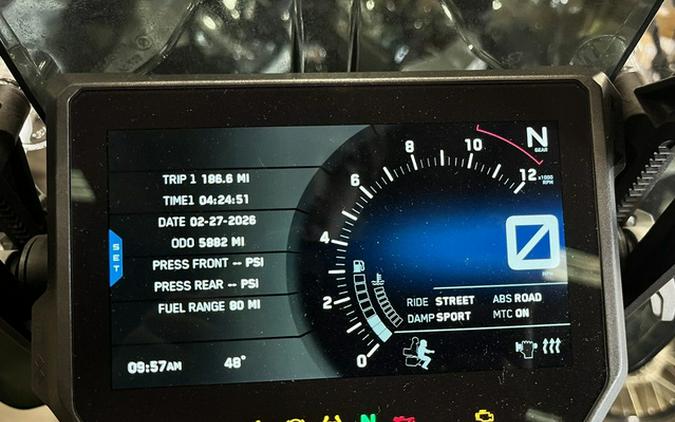 TRIP 1 186.6 MI
TIME1 04:24:51
DATE 02-27-2026
ODO 5882 MI
PRESS FRONT -- PSI
PRESS REAR -- PSI
FUEL RANGE 80 MI
SET
09:57AM 48°
0
2
4
6
8
10
12
x1000
RPM
N
GEAR
0
MPH
RIDE STREET ABS ROAD
DAMP SPORT MTC ON
N